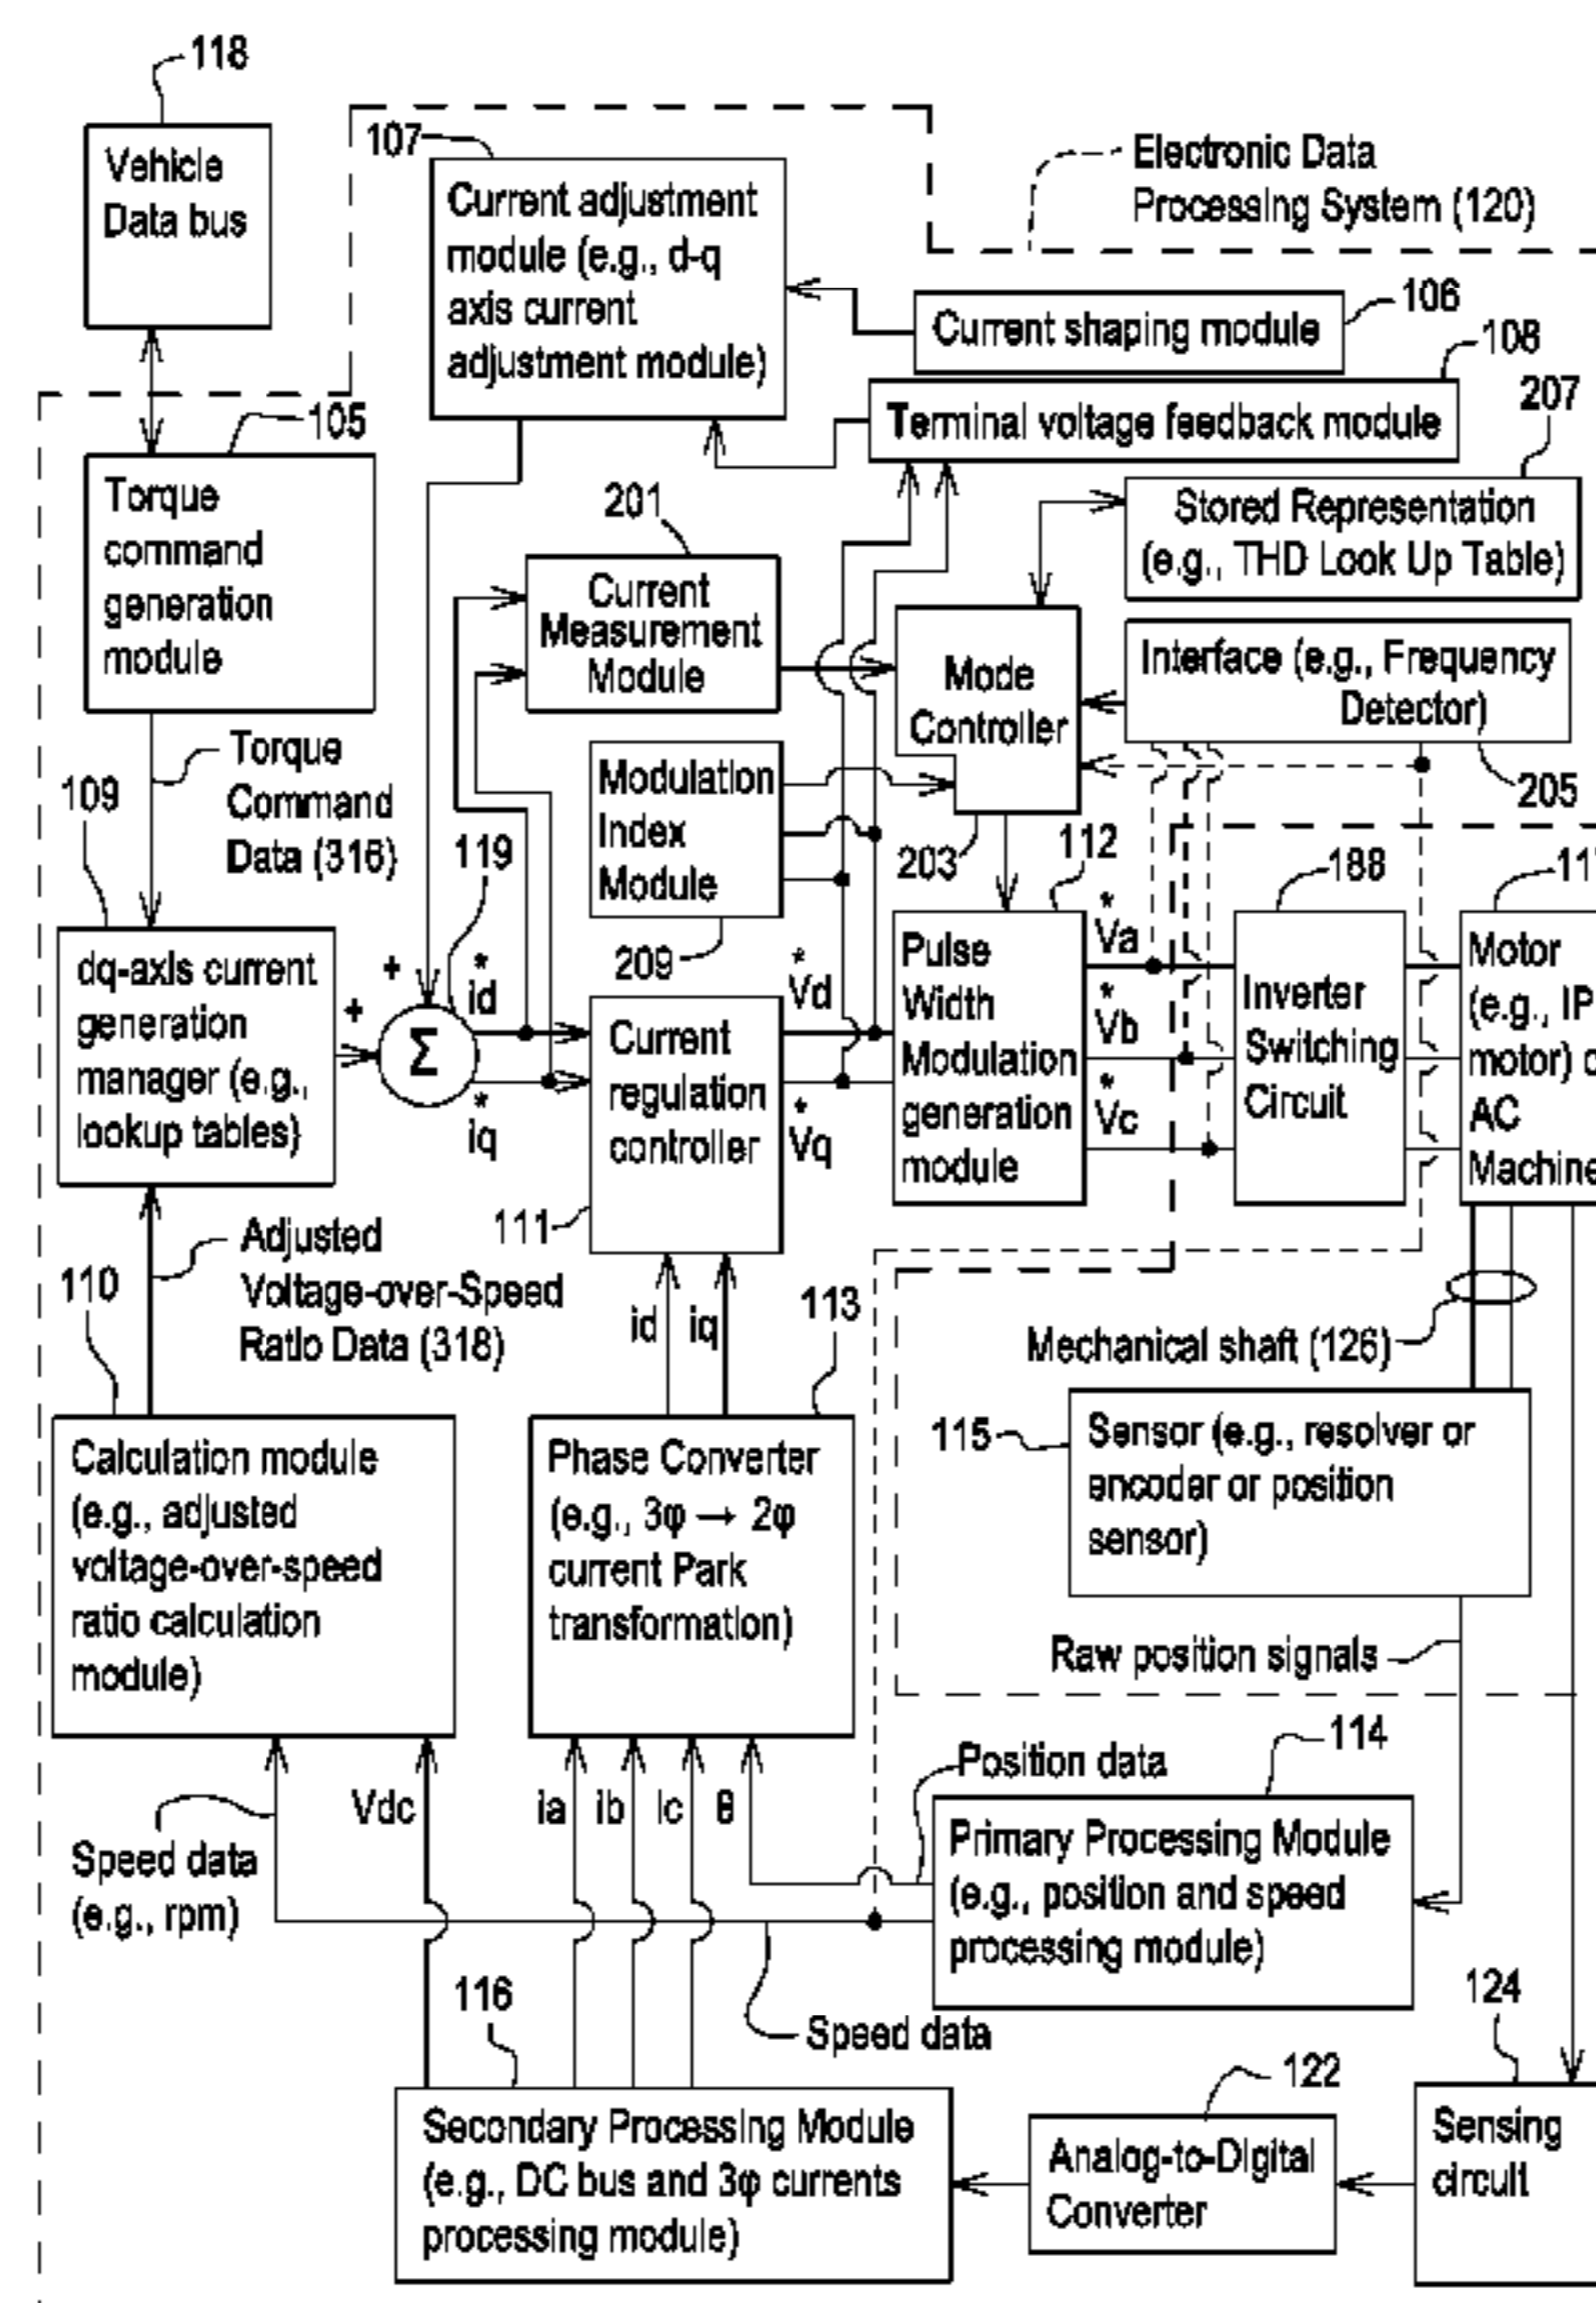 118
Vehicle
Data bus
107
Current adjustment
module (e.g., d-q
axis current
adjustment module)
Electronic Data
Processing System (120)
Current shaping module
106
108
Terminal voltage feedback module
207
105
Torque
command
generation
module
201
Current
Measurement
Module
Stored Representation
(e.g., THD Look Up Table)
Mode
Controller
Interface (e.g., Frequency
Detector)
205
Torque
Command
Data (316)
109
119
Modulation
Index
Module
209
203
112
188
dq-axis current
generation
manager (e.g.,
lookup tables)
+
+
Σ
*
id
*
iq
Current
regulation
controller
111
*
Vd
*
Vq
Pulse
Width
Modulation
generation
module
*
Va
*
Vb
*
Vc
Inverter
Switching
Circuit
Motor
(e.g., IP
motor)
AC
Machine
Adjusted
Voltage-over-Speed
Ratio Data (318)
110
id
iq
113
Mechanical shaft (126)
Calculation module
(e.g., adjusted
voltage-over-speed
ratio calculation
module)
Phase Converter
(e.g., 3φ → 2φ
current Park
transformation)
115
Sensor (e.g., resolver or
encoder or position
sensor)
Raw position signals
114
Position data
Vdc
ia
ib
Ic
θ
Speed data
(e.g., rpm)
Primary Processing Module
(e.g., position and speed
processing module)
116
Speed data
124
122
Secondary Processing Module
(e.g., DC bus and 3φ currents
processing module)
Analog-to-Digital
Converter
Sensing
circuit